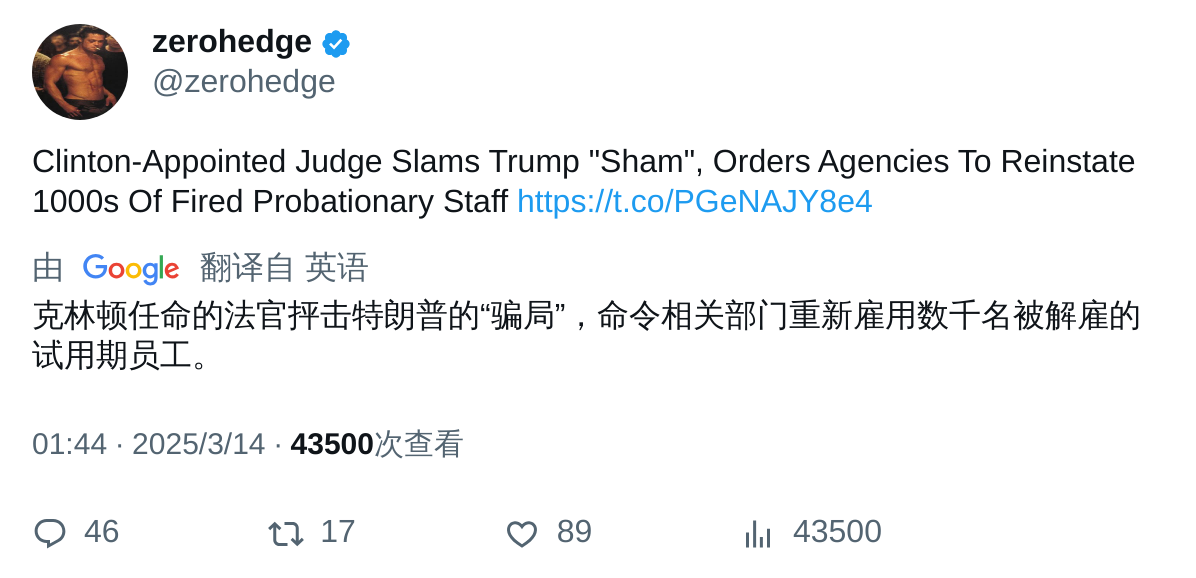 zerohedge
@zerohedge
Clinton-Appointed Judge Slams Trump "Sham", Orders Agencies To Reinstate
1000s Of Fired Probationary Staff https://t.co/PGeNAJY8e4
由 Google 翻译自 英语
克林顿任命的法官抨击特朗普的“骗局”，命令相关部门重新雇用数千名被解雇的
试用期员工。
01:44 · 2025/3/14 · 43500次查看
46 17 89 43500